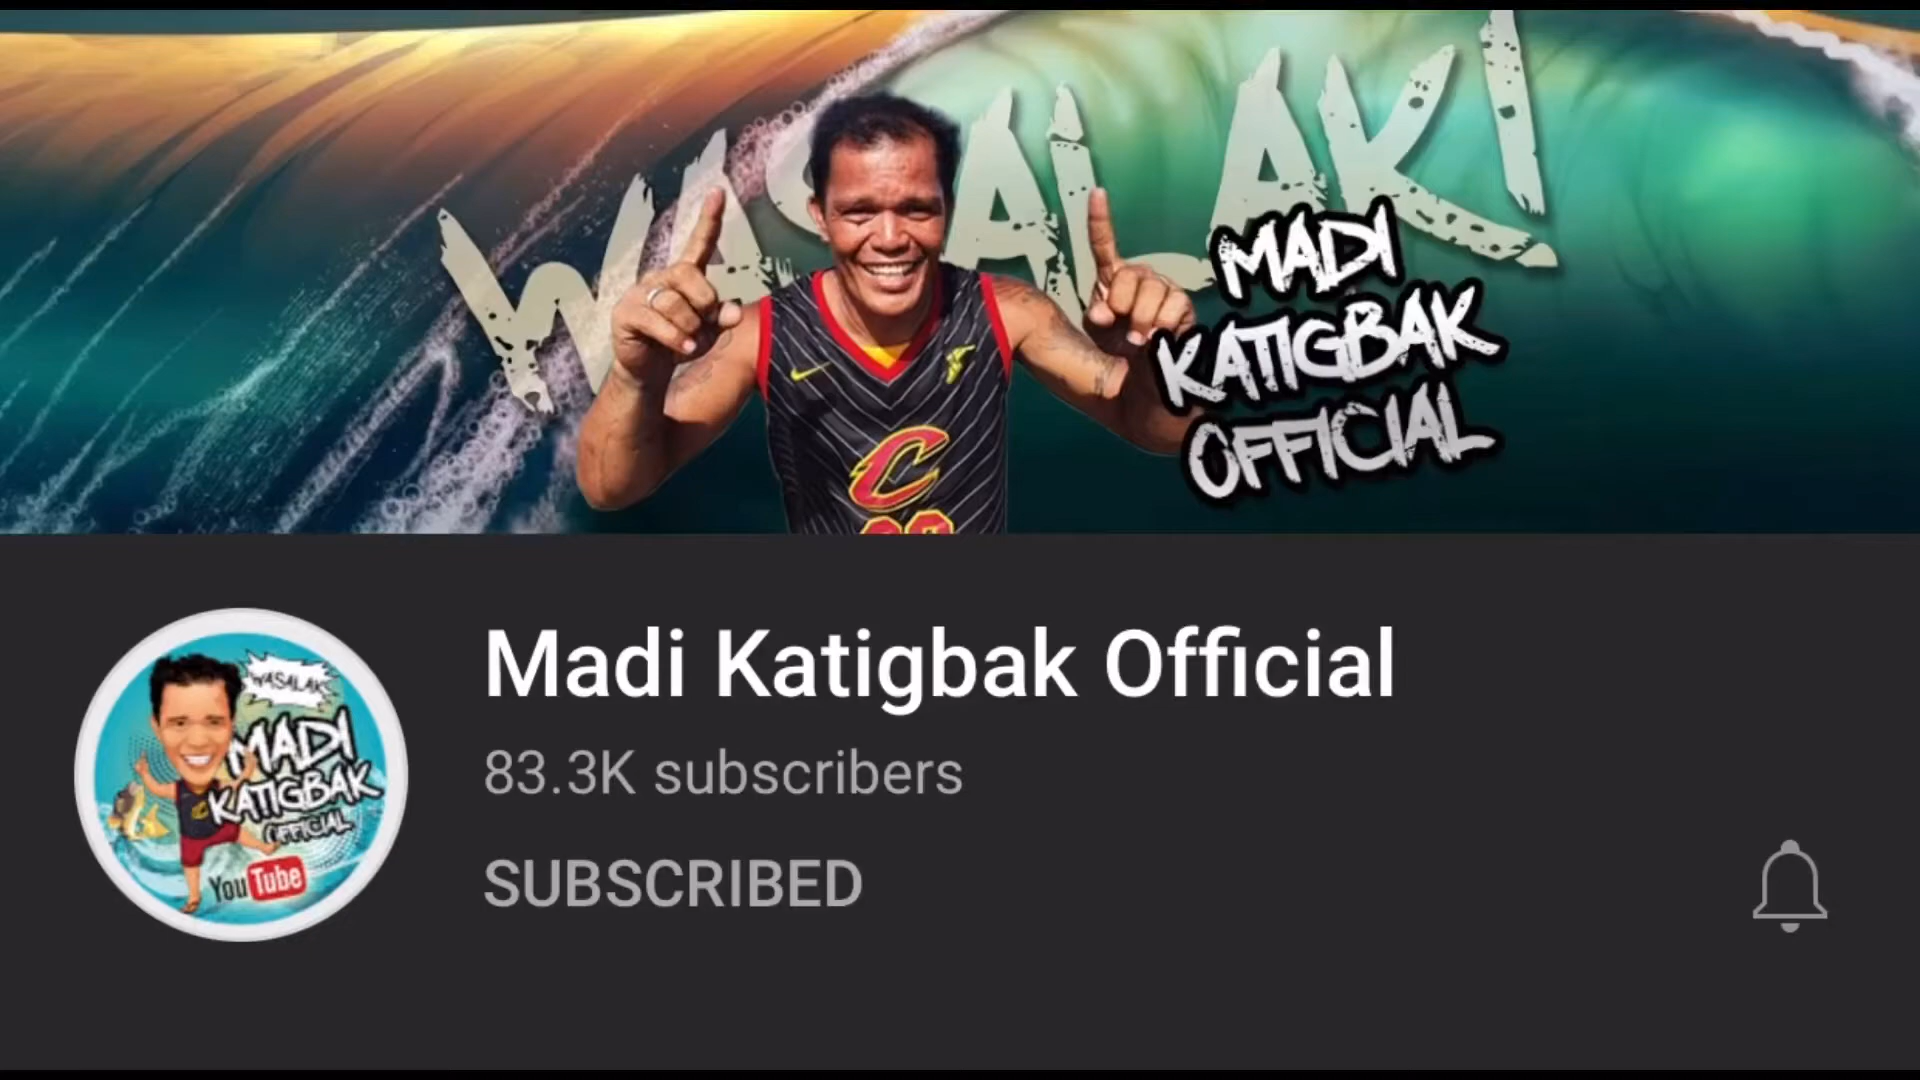 WASALAK!
MADI
KATIGBAK
OFFICIAL
C
WASALAK
MADI
KATIGBAK
OFFICIAL
YouTube
Madi Katigbak Official
83.3K subscribers
SUBSCRIBED